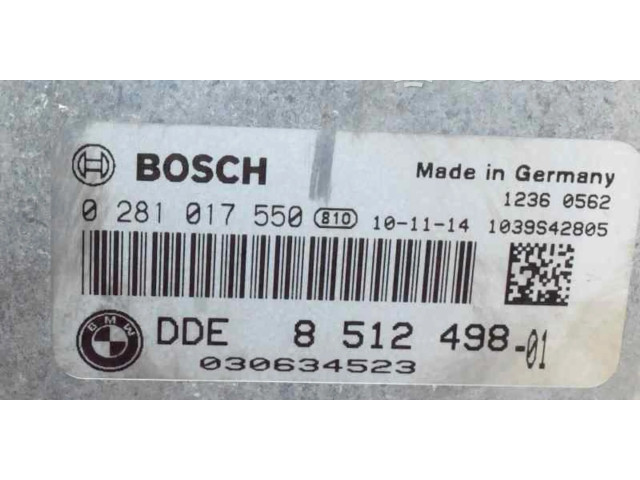 BOSCH Made in Germany
1236 0562
0 281 017 550 810 10-11-14 1039S42805
BMW DDE 8 512 498-01
030634523